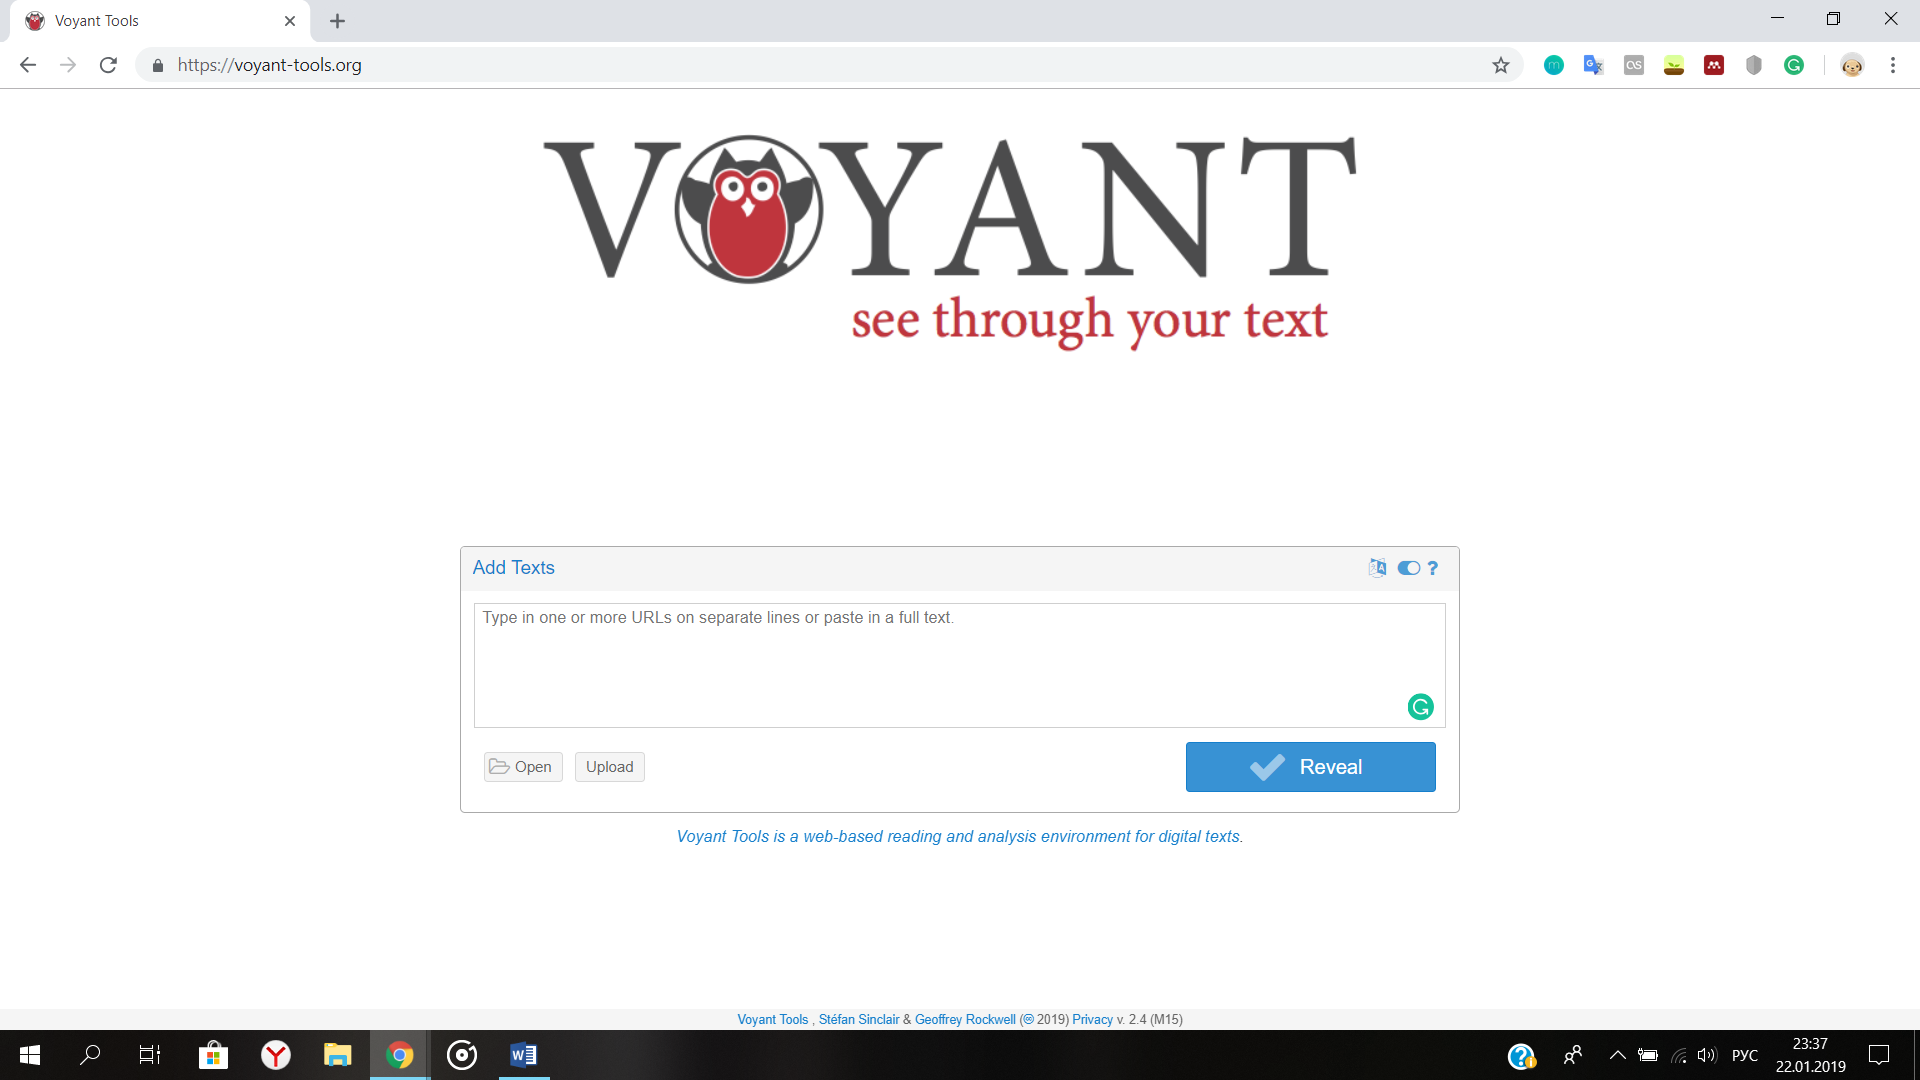 Voyant Tools
https://voyant-tools.org
VOYANT
see through your text
Add Texts
Type in one or more URLs on separate lines or paste in a full text.
Open
Upload
Reveal
Voyant Tools is a web-based reading and analysis environment for digital texts.
Voyant Tools , Stéfan Sinclair & Geoffrey Rockwell (🄯 2019) Privacy v. 2.4 (M15)
РУС
23:37
22.01.2019